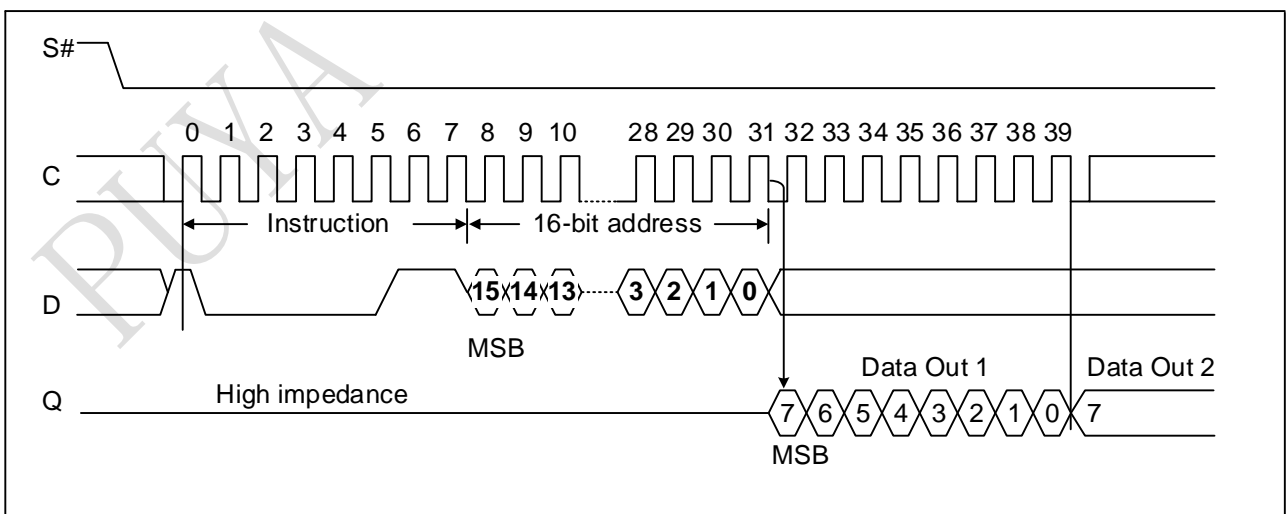 S#
0 1 2 3 4 5 6 7 8 9 10 28 29 30 31 32 33 34 35 36 37 38 39
C
Instruction 16-bit address
D 15 14 13 3 2 1 0
MSB
Data Out 1 Data Out 2
Q High impedance 7 6 5 4 3 2 1 0 7
MSB
PUYA